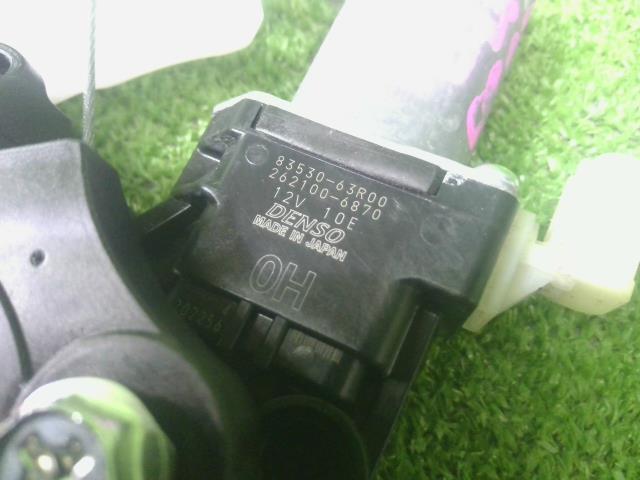 83530-63R00
262100-6870
12V 10E
DENSO
MADE IN JAPAN
0H